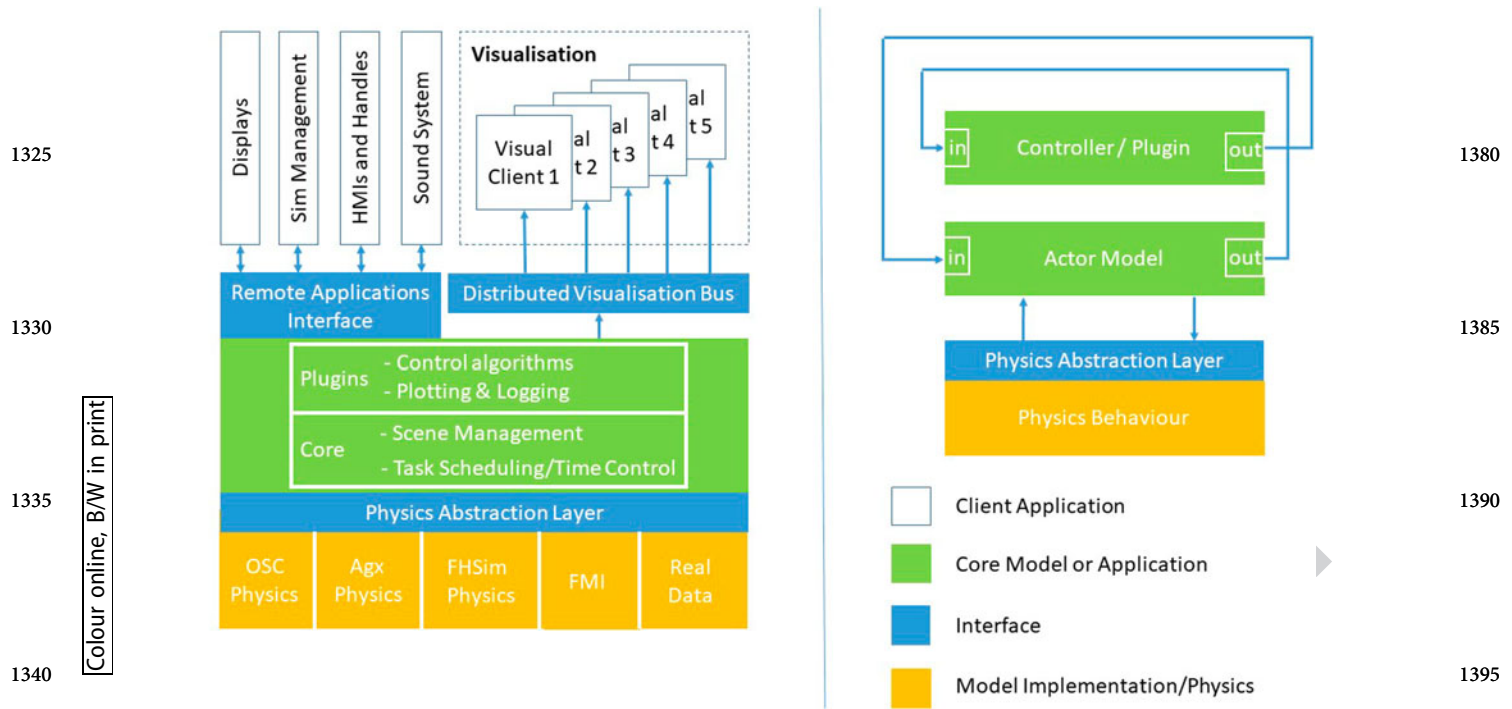 Displays
Sim Management
HMIs and Handles
Sound System
Visualisation
Visual
Client 1
al
t 2
al
t 3
al
t 4
al
t 5
Remote Applications
Interface
Distributed Visualisation Bus
Plugins
- Control algorithms
- Plotting & Logging
Core
- Scene Management
- Task Scheduling/Time Control
Physics Abstraction Layer
OSC
Physics
Agx
Physics
FHSim
Physics
FMI
Real
Data
in
Controller / Plugin
out
in
Actor Model
out
Physics Abstraction Layer
Physics Behaviour
Client Application
Core Model or Application
Interface
Model Implementation/Physics
1325
1330
1335
1340
Colour online, B/W in print
1380
1385
1390
1395